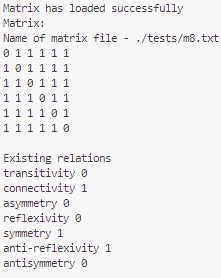 Matrix has loaded successfully
Matrix:
Name of matrix file - ./tests/m8.txt
0 1 1 1 1 1
1 0 1 1 1 1
1 1 0 1 1 1
1 1 1 0 1 1
1 1 1 1 0 1
1 1 1 1 1 0

Existing relations
transitivity 0
connectivity 1
asymmetry 0
reflexivity 0
symmetry 1
anti-reflexivity 1
antisymmetry 0